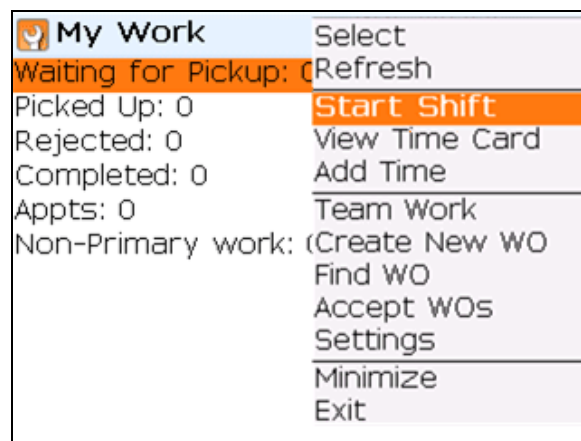 My Work
Waiting for Pickup:
Picked Up: 0
Rejected: 0
Completed: 0
Appts: 0
Non-Primary work:
Select
Refresh
Start Shift
View Time Card
Add Time
Team Work
Create New WO
Find WO
Accept WOs
Settings
Minimize
Exit